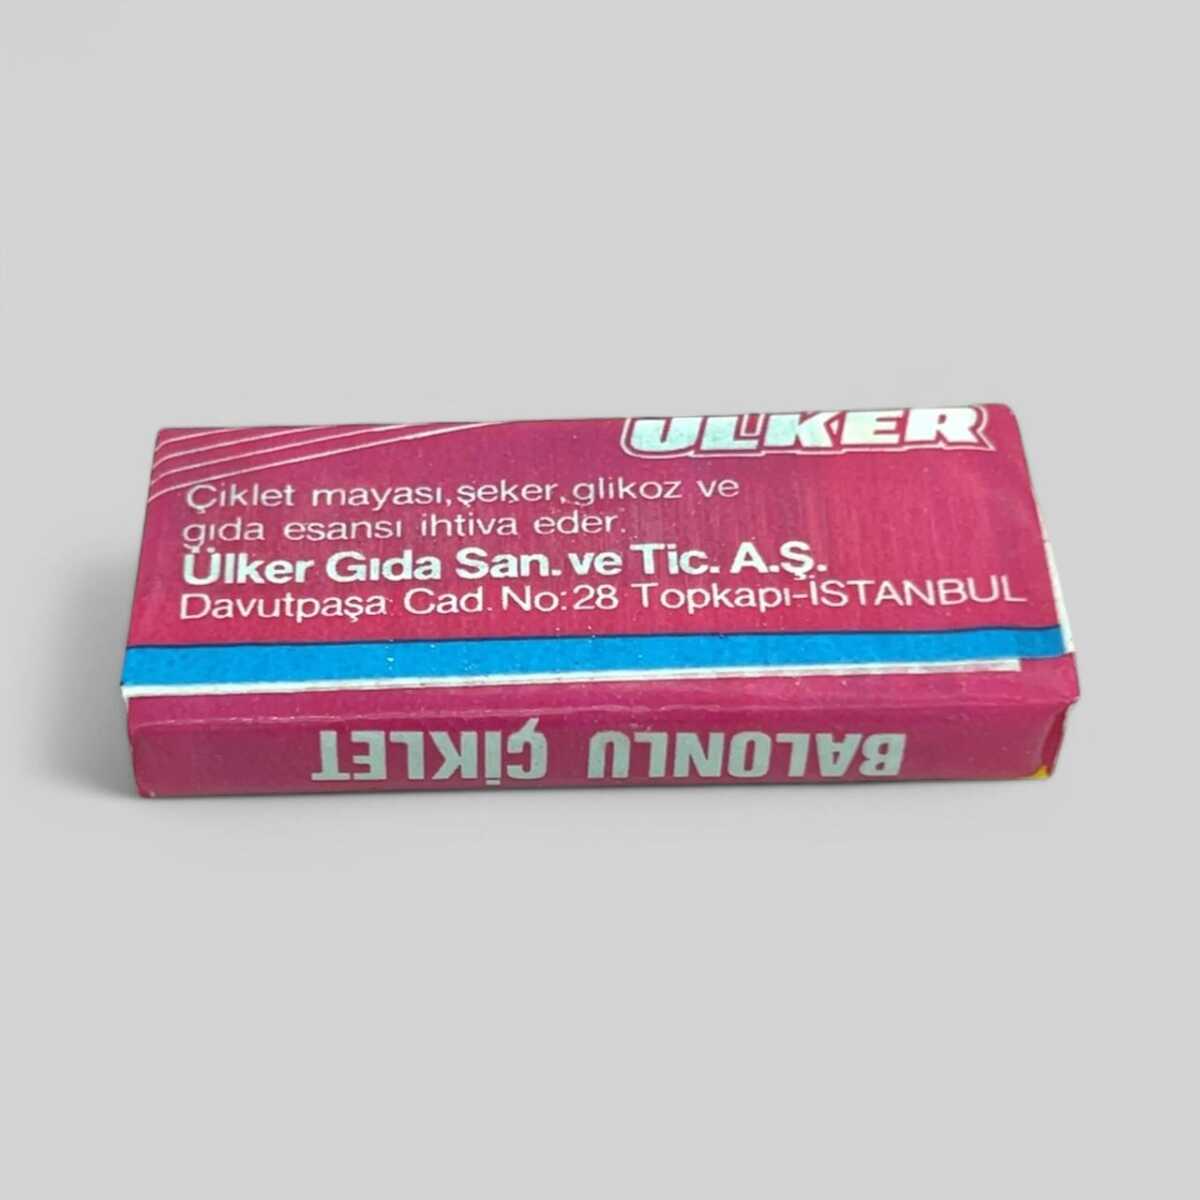 ÜLKER
Çiklet mayası, şeker, glikoz ve
gıda esansı ihtiva eder.
Ülker Gıda San. ve Tic. A.Ş.
Davutpaşa Cad. No: 28 Topkapı-İSTANBUL
BALONLU ÇİKLET